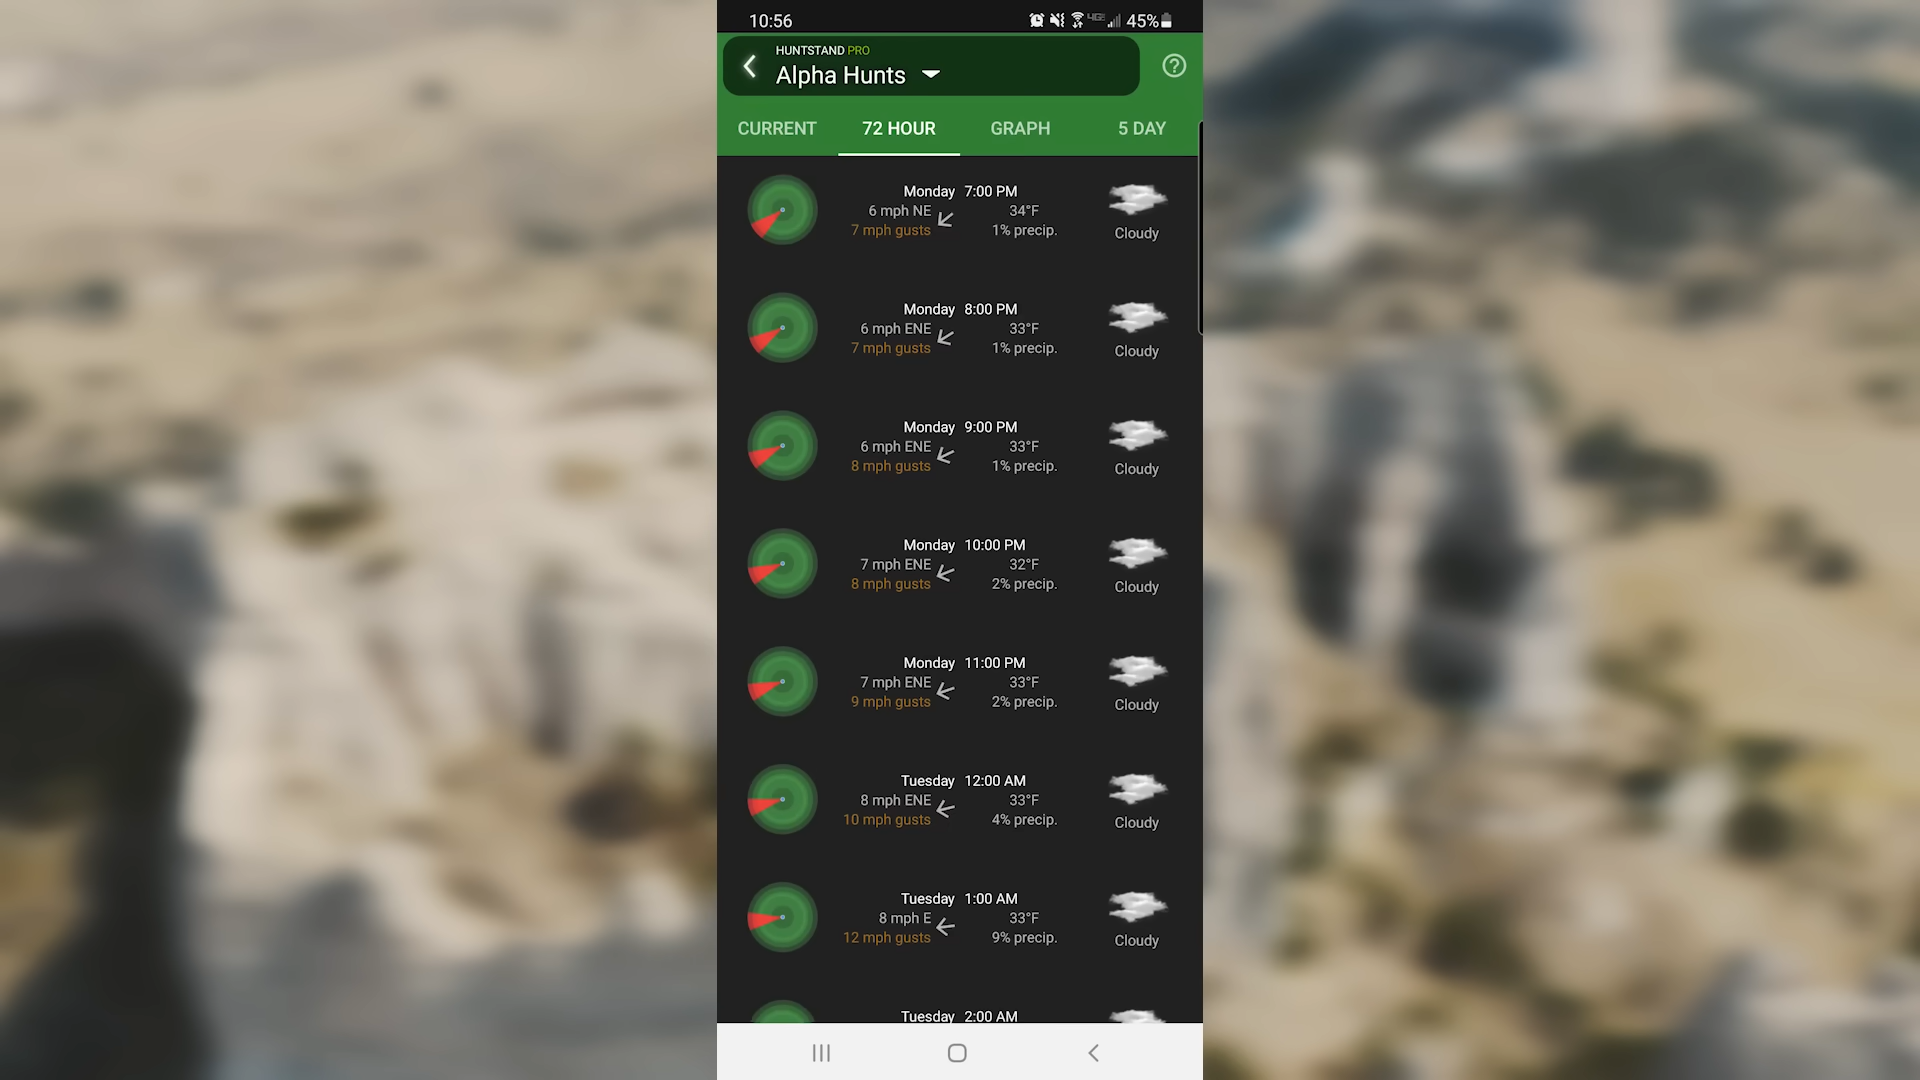 10:56
45%
HUNTSTAND PRO
Alpha Hunts
CURRENT
72 HOUR
GRAPH
5 DAY
Monday 7:00 PM
6 mph NE
34°F
7 mph gusts
1% precip.
Cloudy
Monday 8:00 PM
6 mph ENE
33°F
7 mph gusts
1% precip.
Cloudy
Monday 9:00 PM
6 mph ENE
33°F
8 mph gusts
1% precip.
Cloudy
Monday 10:00 PM
7 mph ENE
32°F
8 mph gusts
2% precip.
Cloudy
Monday 11:00 PM
7 mph ENE
33°F
9 mph gusts
2% precip.
Cloudy
Tuesday 12:00 AM
8 mph ENE
33°F
10 mph gusts
4% precip.
Cloudy
Tuesday 1:00 AM
8 mph E
33°F
12 mph gusts
9% precip.
Cloudy
Tuesday 2:00 AM